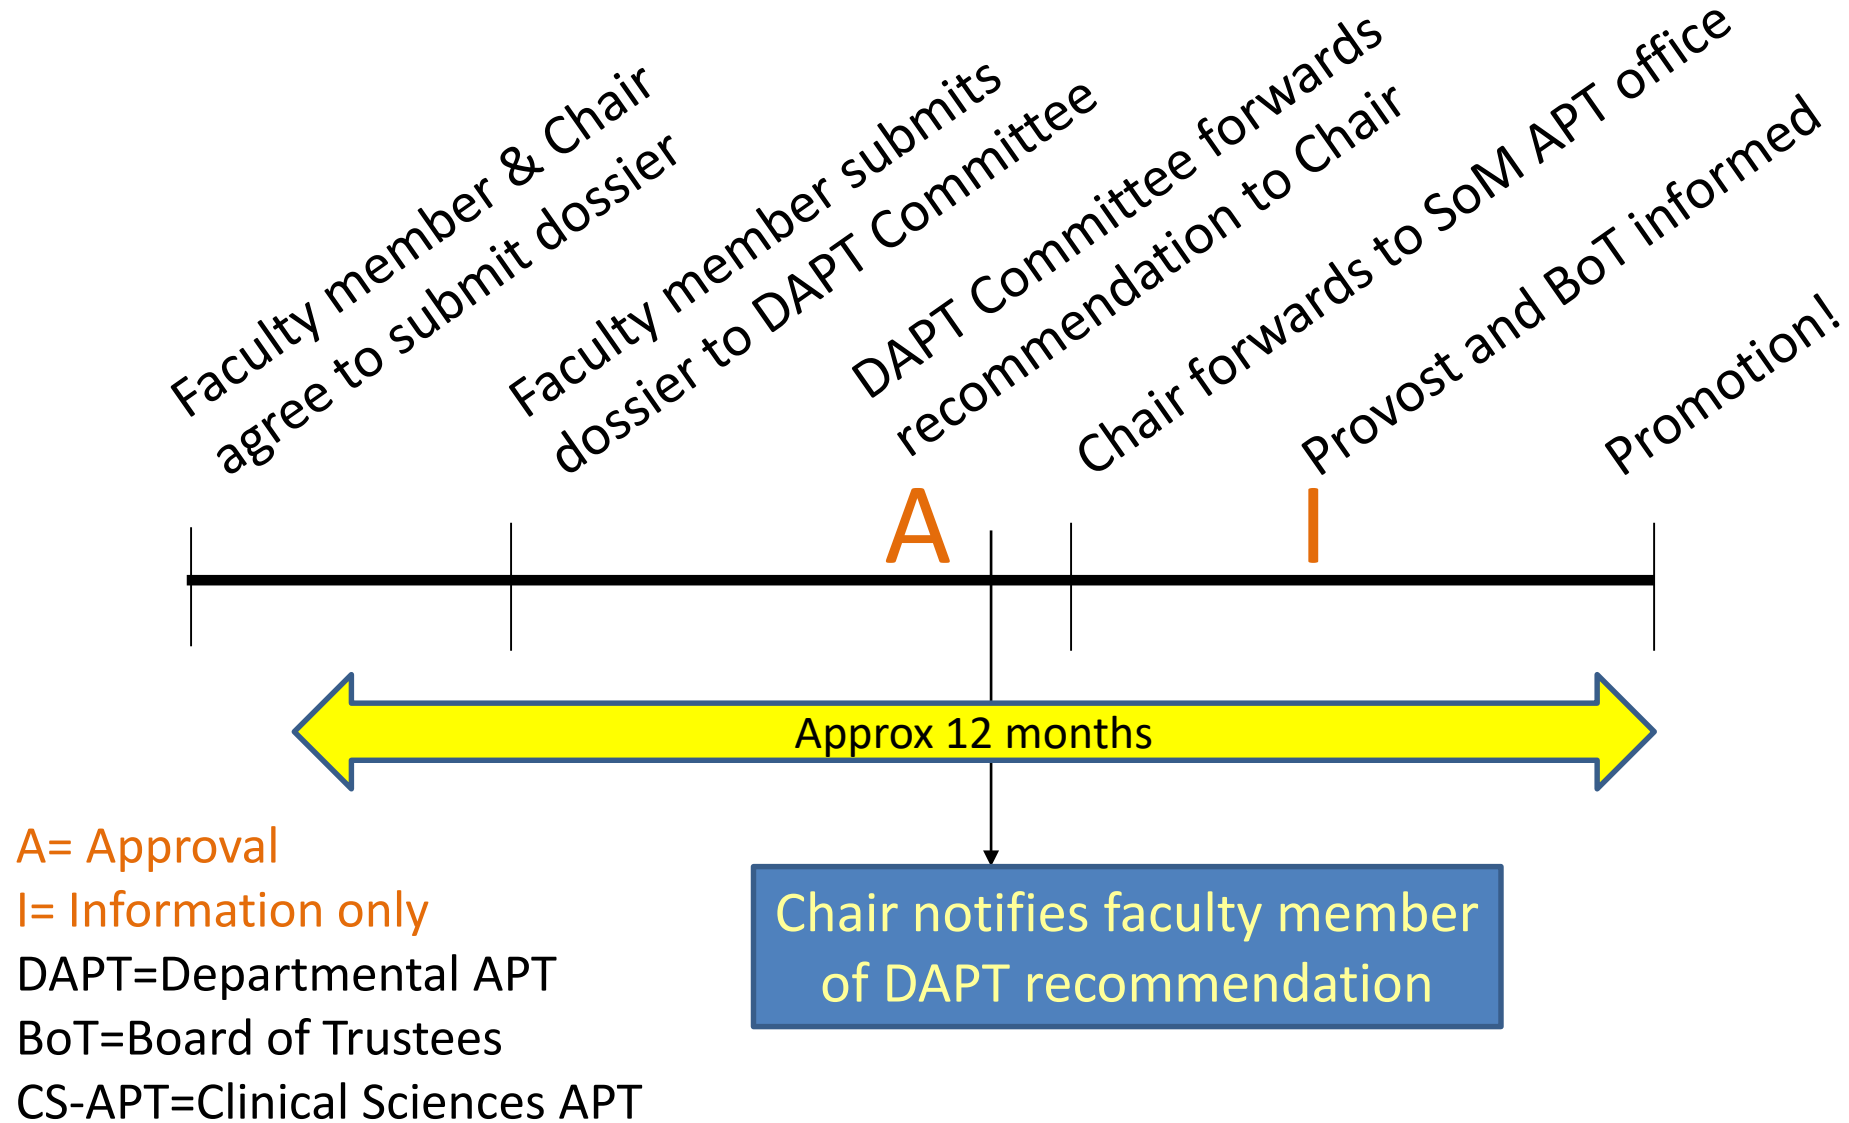 Faculty member & Chair
agree to submit dossier
Faculty member submits
dossier to DAPT Committee
DAPT Committee forwards
recommendation to Chair
Chair forwards to SoM APT office
Provost and BoT informed
Promotion!
A
I
Approx 12 months
Chair notifies faculty member
of DAPT recommendation
A= Approval
I= Information only
DAPT=Departmental APT
BoT=Board of Trustees
CS-APT=Clinical Sciences APT